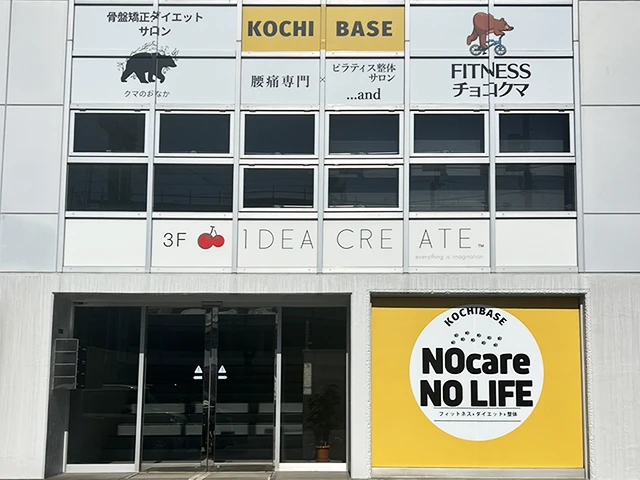 骨盤矯正ダイエット
サロン
クマのおなか
KOCHI BASE
腰痛専門 × ピラティス整体
サロン
...and
FITNESS
チョコクマ
3F IDEA CREATE™
everything is imagination
KOCHIBASE
NOcare
NO LIFE
フィットネス×ダイエット×整体